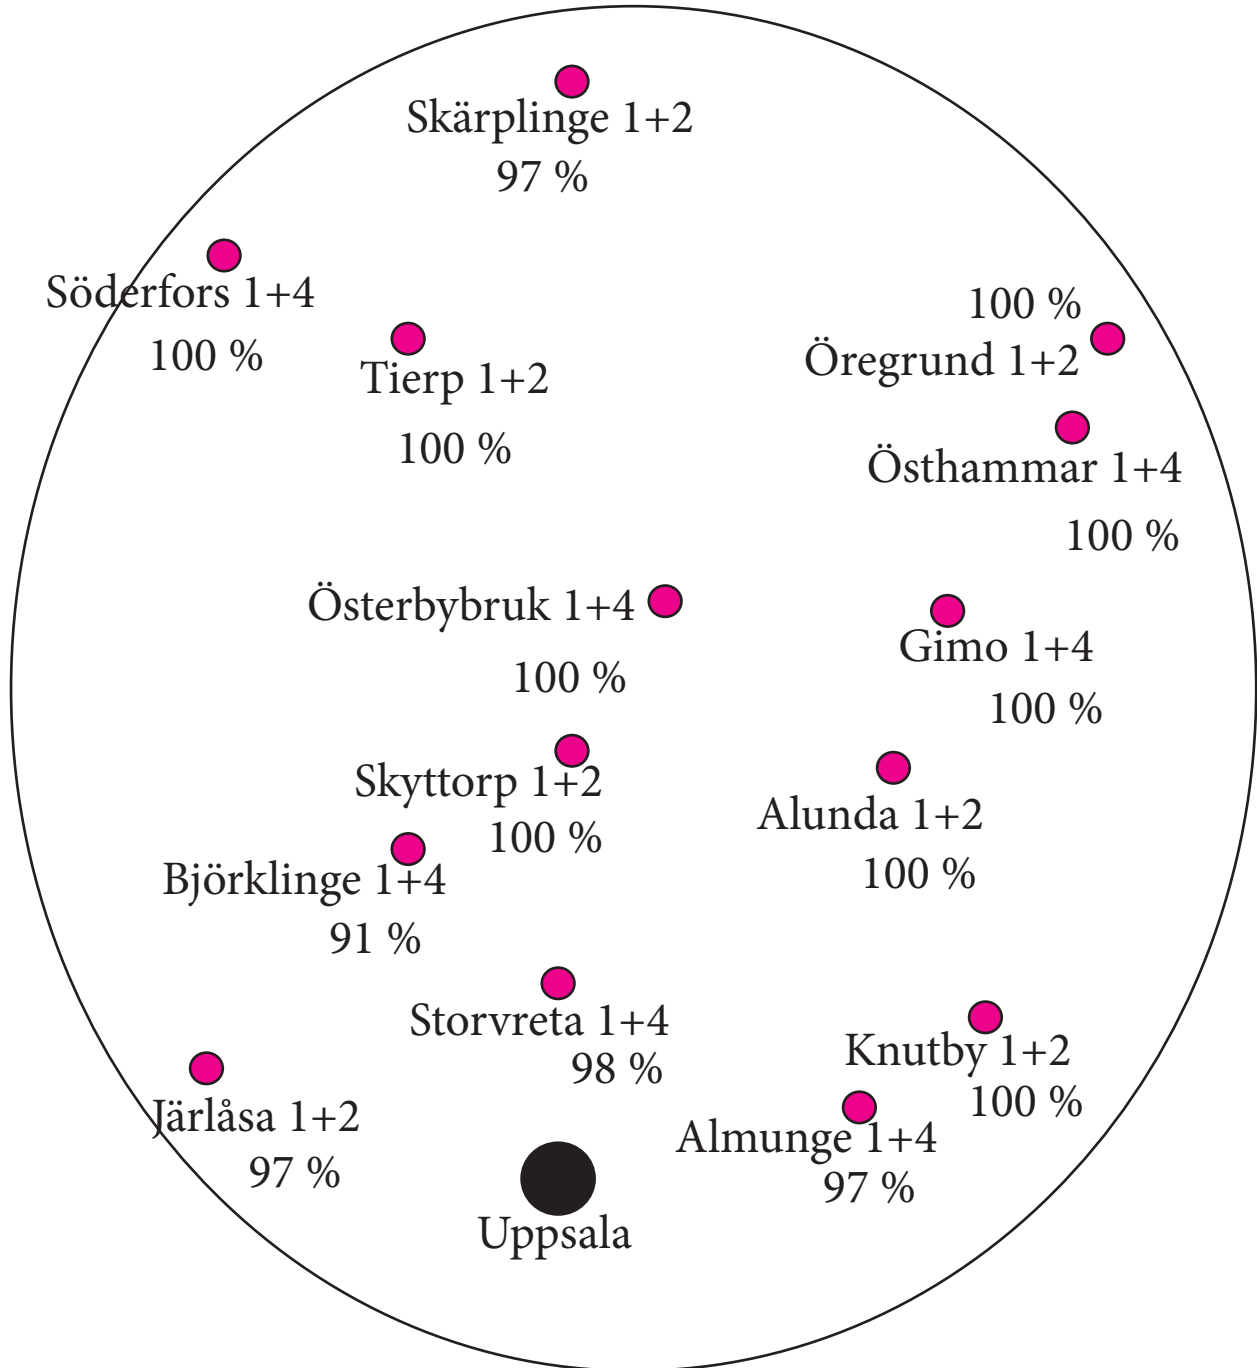 Skärplinge 1+2
97 %
Söderfors 1+4
100 %
Tierp 1+2
100 %
100 %
Öregrund 1+2
Östhammar 1+4
100 %
Österbybruk 1+4
100 %
Gimo 1+4
100 %
Skyttorp 1+2
100 %
Alunda 1+2
100 %
Björklinge 1+4
91 %
Storvreta 1+4
98 %
Knutby 1+2
100 %
Järlåsa 1+2
97 %
Almunge 1+4
97 %
Uppsala